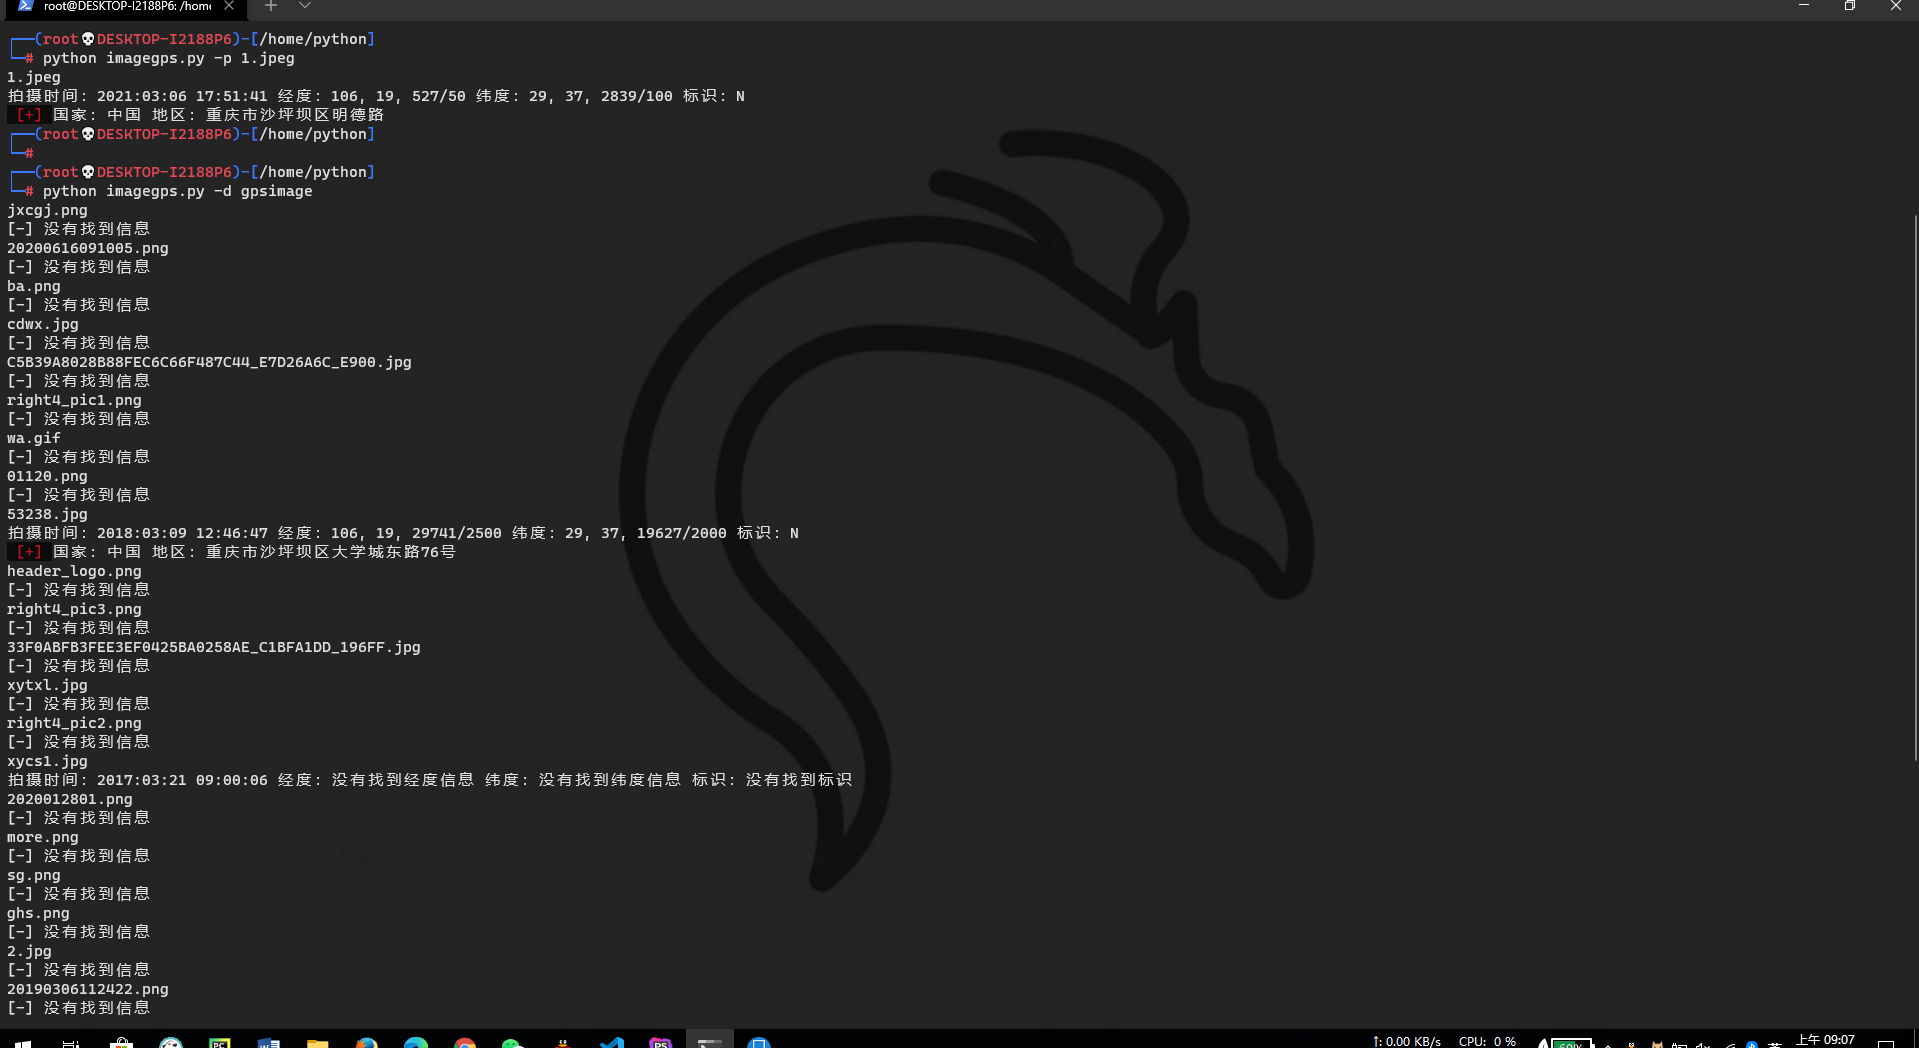 root@DESKTOP-I2188P6: /home
┌──(root💀DESKTOP-I2188P6)-[/home/python]
└─# python imagegps.py -p 1.jpeg
1.jpeg
拍摄时间: 2021:03:06 17:51:41 经度: 106, 19, 527/50 纬度: 29, 37, 2839/100 标识: N
[+] 国家: 中国 地区: 重庆市沙坪坝区明德路
┌──(root💀DESKTOP-I2188P6)-[/home/python]
└─#
┌──(root💀DESKTOP-I2188P6)-[/home/python]
└─# python imagegps.py -d gpsimage
jxcgj.png
[-] 没有找到信息
20200616091005.png
[-] 没有找到信息
ba.png
[-] 没有找到信息
cdwx.jpg
[-] 没有找到信息
C5B39A8028B88FEC6C66F487C44_E7D26A6C_E900.jpg
[-] 没有找到信息
right4_pic1.png
[-] 没有找到信息
wa.gif
[-] 没有找到信息
01120.png
[-] 没有找到信息
53238.jpg
拍摄时间: 2018:03:09 12:46:47 经度: 106, 19, 29741/2500 纬度: 29, 37, 19627/2000 标识: N
[+] 国家: 中国 地区: 重庆市沙坪坝区大学城东路76号
header_logo.png
[-] 没有找到信息
right4_pic3.png
[-] 没有找到信息
33F0ABFB3FEE3EF0425BA0258AE_C1BFA1DD_196FF.jpg
[-] 没有找到信息
xytxl.jpg
[-] 没有找到信息
right4_pic2.png
[-] 没有找到信息
xycs1.jpg
拍摄时间: 2017:03:21 09:00:06 经度: 没有找到经度信息 纬度: 没有找到纬度信息 标识: 没有找到标识
2020012801.png
[-] 没有找到信息
more.png
[-] 没有找到信息
sg.png
[-] 没有找到信息
ghs.png
[-] 没有找到信息
2.jpg
[-] 没有找到信息
20190306112422.png
[-] 没有找到信息
↑: 0.00 KB/s CPU: 0 % 上午 09:07